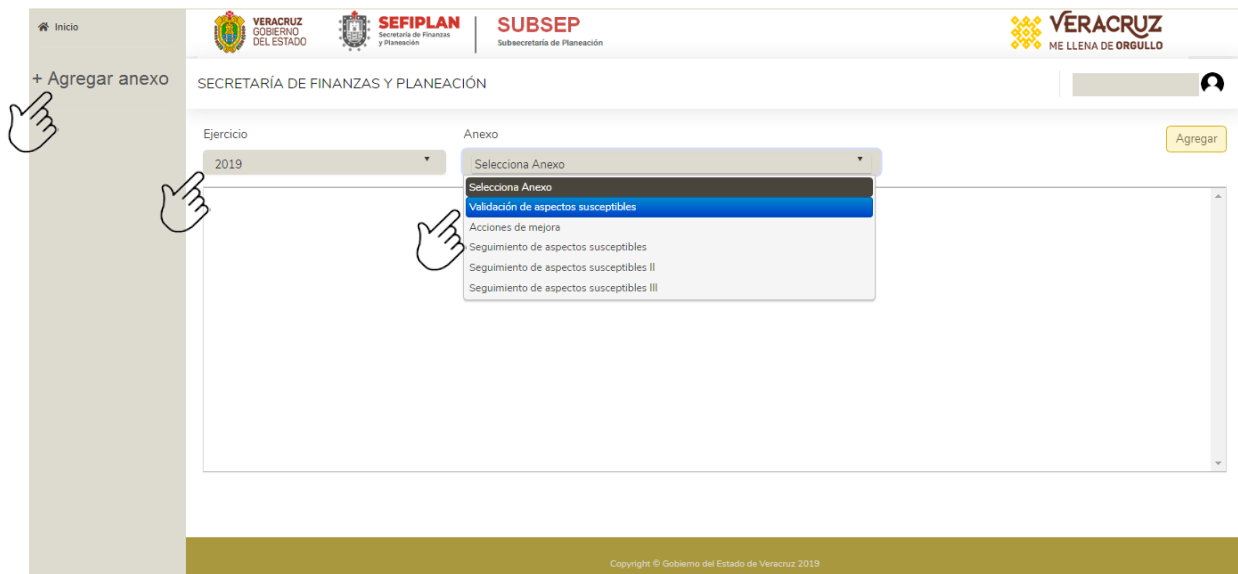 Inicio
VERACRUZ
GOBIERNO
DEL ESTADO
SEFIPLAN
Secretaría de Finanzas
y Planeación
SUBSEP
Subsecretaría de Planeación
VERACRUZ
ME LLENA DE ORGULLO
+ Agregar anexo
SECRETARÍA DE FINANZAS Y PLANEACIÓN
Ejercicio
Anexo
Agregar
2019
Selecciona Anexo
Selecciona Anexo
Validación de aspectos susceptibles
Acciones de mejora
Seguimiento de aspectos susceptibles
Seguimiento de aspectos susceptibles II
Seguimiento de aspectos susceptibles III
Copyright © Gobierno del Estado de Veracruz 2019